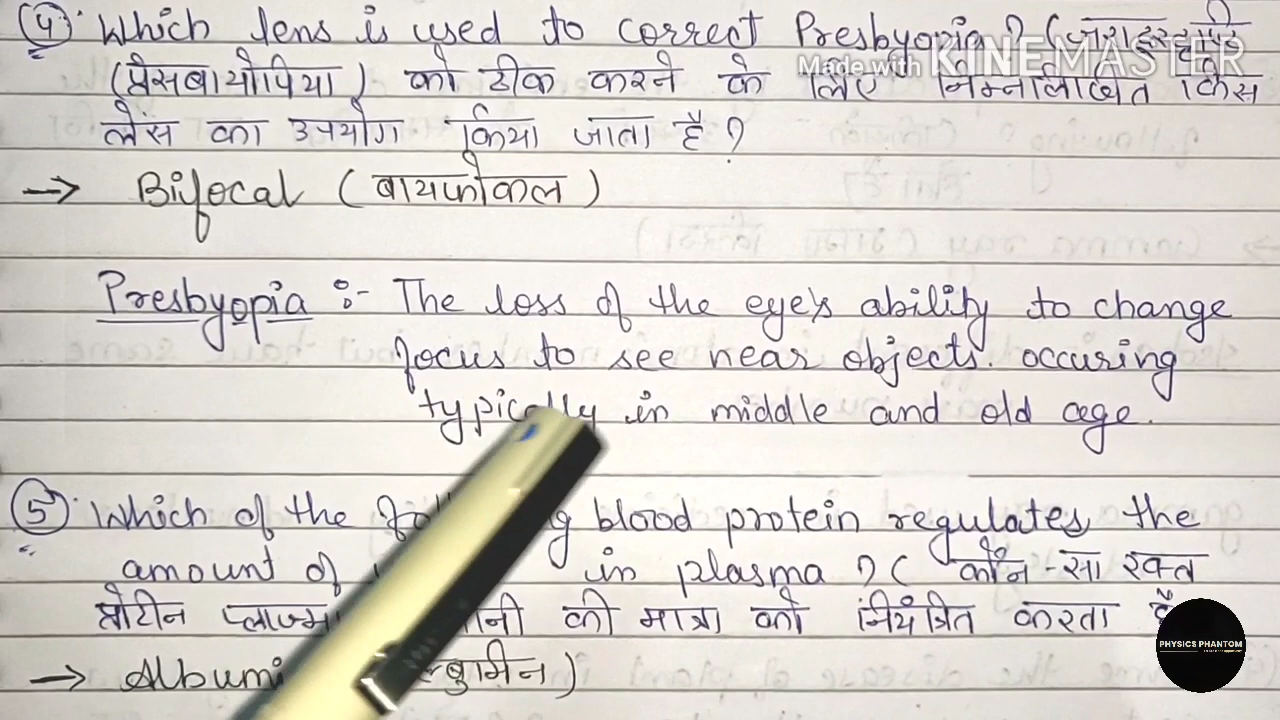 (4) Which lens is used to correct Presbyopia? (जरादूरदृष्टि
Made with KINEMASTER
(प्रैसबायोपिया) को ठीक करने के लिए निम्नलिखित किस
लेंस का उपयोग किया जाता है?
→ Bifocal (बायफोकल)
Presbyopia :- The loss of the eye's ability to change
focus to see near objects. occuring
typically in middle and old age.
(5) Which of the blood protein regulates the
amount of in plasma? ( कौन-सा रक्त
प्रोटीन प्लाज्मा की मात्रा को नियंत्रित करता है
PHYSICS PHANTOM
→